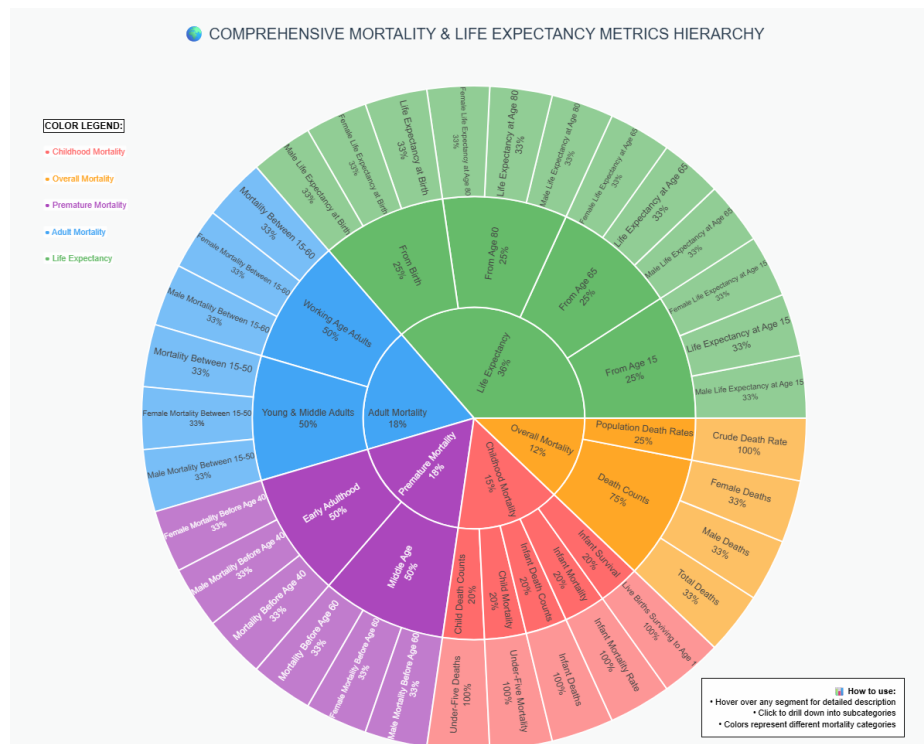 🌍 COMPREHENSIVE MORTALITY & LIFE EXPECTANCY METRICS HIERARCHY
COLOR LEGEND:
● Childhood Mortality
● Overall Mortality
● Premature Mortality
● Adult Mortality
● Life Expectancy
Life Expectancy
36%
Adult Mortality
18%
Premature Mortality
18%
Childhood Mortality
15%
Overall Mortality
12%
From Birth
25%
From Age 80
25%
From Age 65
25%
From Age 15
25%
Working Age Adults
50%
Young & Middle Adults
50%
Early Adulthood
50%
Middle Age
50%
Child Death Counts
20%
Child Mortality
20%
Infant Death Counts
20%
Infant Mortality
20%
Infant Survival
20%
Death Counts
75%
Population Death Rates
25%
Male Life Expectancy at Birth
33%
Female Life Expectancy at Birth
33%
Life Expectancy at Birth
33%
Female Life Expectancy at Age 80
33%
Life Expectancy at Age 80
33%
Male Life Expectancy at Age 80
33%
Female Life Expectancy at Age 65
33%
Life Expectancy at Age 65
33%
Male Life Expectancy at Age 65
33%
Female Life Expectancy at Age 15
33%
Life Expectancy at Age 15
33%
Male Life Expectancy at Age 15
33%
Crude Death Rate
100%
Female Deaths
33%
Male Deaths
33%
Total Deaths
33%
Live Births Surviving to Age 1
100%
Infant Mortality Rate
100%
Infant Deaths
100%
Under-Five Mortality
100%
Under-Five Deaths
100%
Male Mortality Before Age 60
33%
Female Mortality Before Age 60
33%
Mortality Before Age 60
33%
Mortality Before Age 40
33%
Male Mortality Before Age 40
33%
Female Mortality Before Age 40
33%
Male Mortality Between 15-50
33%
Female Mortality Between 15-50
33%
Mortality Between 15-50
33%
Male Mortality Between 15-60
33%
Female Mortality Between 15-60
33%
Mortality Between 15-60
33%
📊 How to use:
• Hover over any segment for detailed description
• Click to drill down into subcategories
• Colors represent different mortality categories